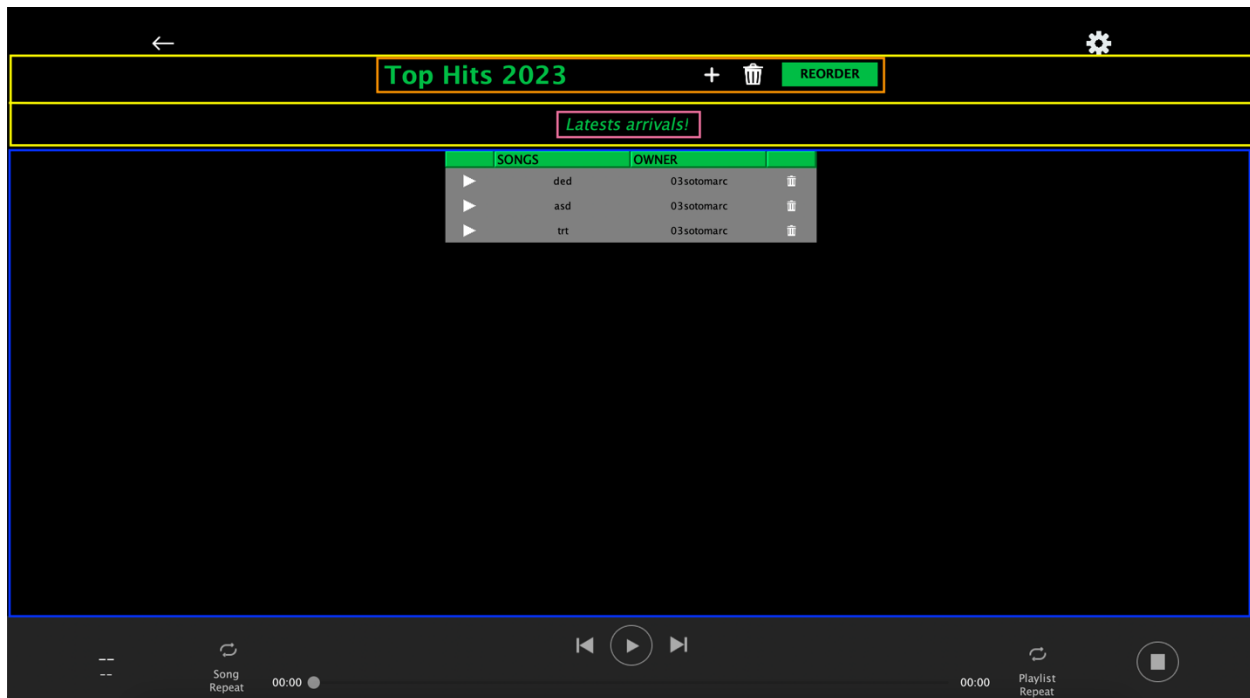 Top Hits 2023 REORDER
Latests arrivals!
SONGS OWNER
ded 03sotomarc
asd 03sotomarc
trt 03sotomarc
--
--
Song
Repeat
00:00
00:00
Playlist
Repeat